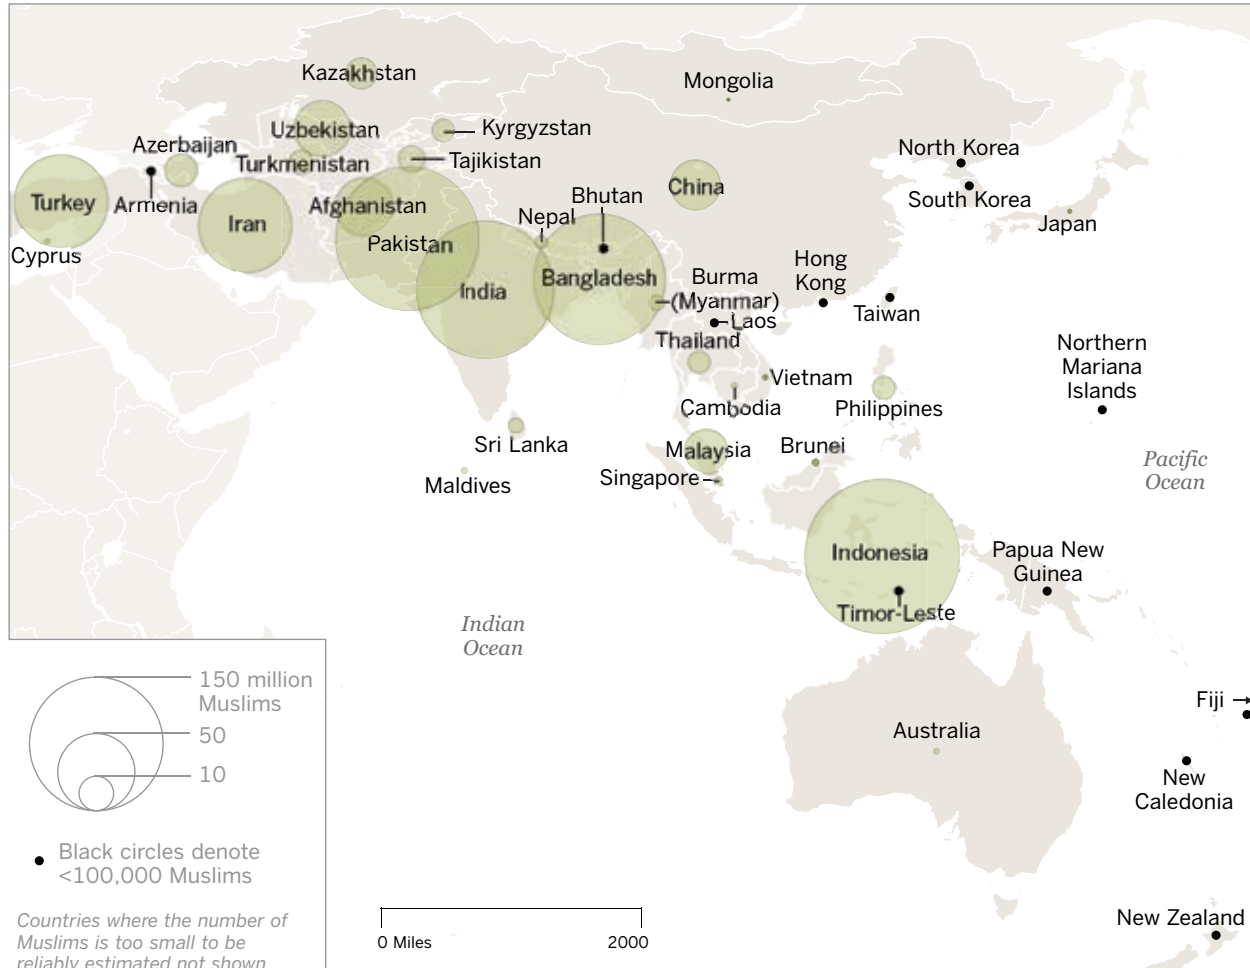 Kazakhstan
Mongolia
Uzbekistan
Kyrgyzstan
Azerbaijan
Turkmenistan
Tajikistan
North Korea
China
South Korea
Japan
Turkey
Armenia
Afghanistan
Bhutan
Nepal
Iran
Pakistan
Cyprus
India
Bangladesh
Burma
(Myanmar)
Hong
Kong
Taiwan
Laos
Thailand
Northern
Mariana
Islands
Vietnam
Cambodia
Philippines
Sri Lanka
Malaysia
Brunei
Maldives
Singapore
Pacific
Ocean
Indonesia
Papua New
Guinea
Timor-Leste
Indian
Ocean
Fiji
Australia
New
Caledonia
New Zealand
150 million
Muslims
50
10
Black circles denote
<100,000 Muslims
Countries where the number of
Muslims is too small to be
reliably estimated not shown
0 Miles
2000